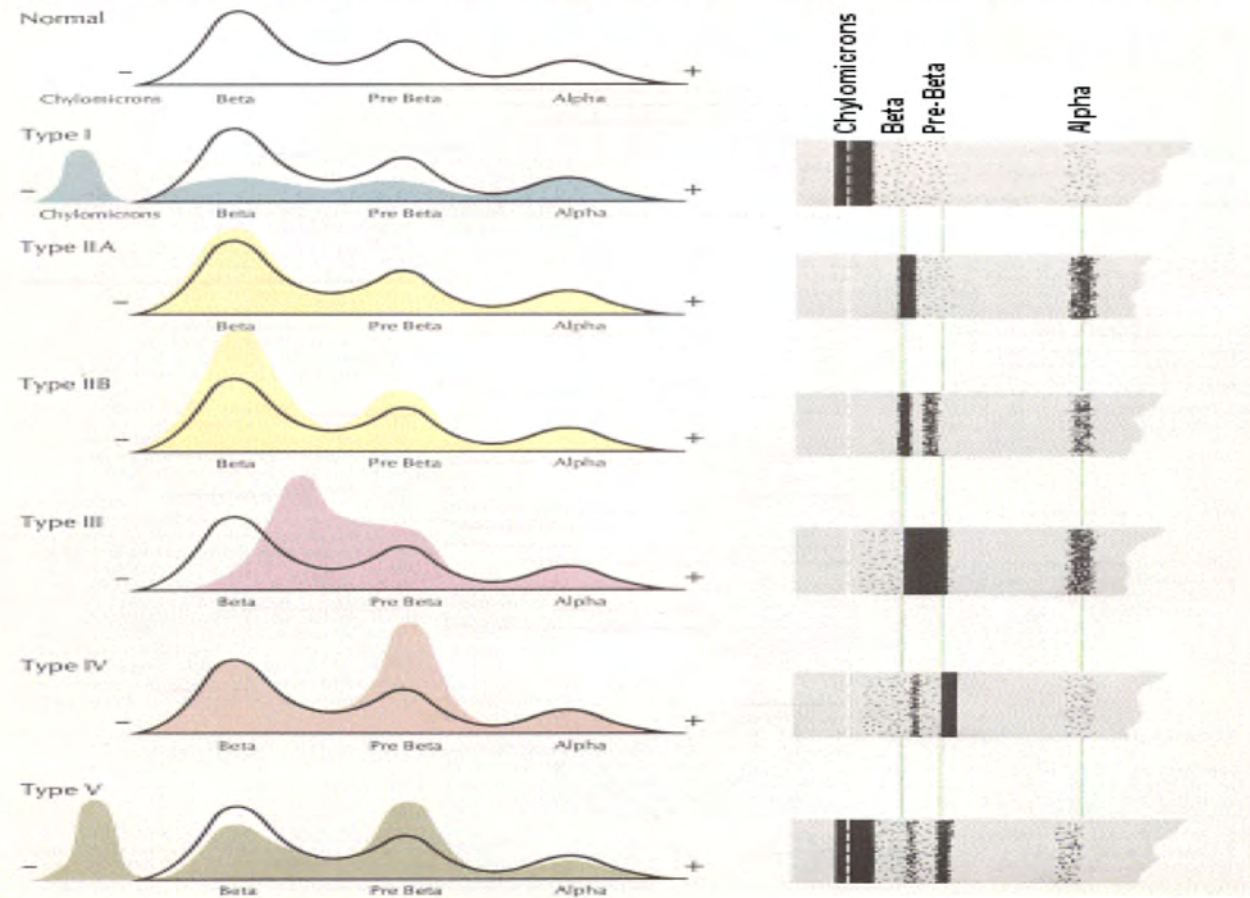 Normal
− +
Chylomicrons Beta Pre Beta Alpha
Type I
− +
Chylomicrons Beta Pre Beta Alpha
Type IIA
− +
Beta Pre Beta Alpha
Type IIB
− +
Beta Pre Beta Alpha
Type III
− +
Beta Pre Beta Alpha
Type IV
− +
Beta Pre Beta Alpha
Type V
− +
Beta Pre Beta Alpha
Chylomicrons
Beta
Pre-Beta
Alpha